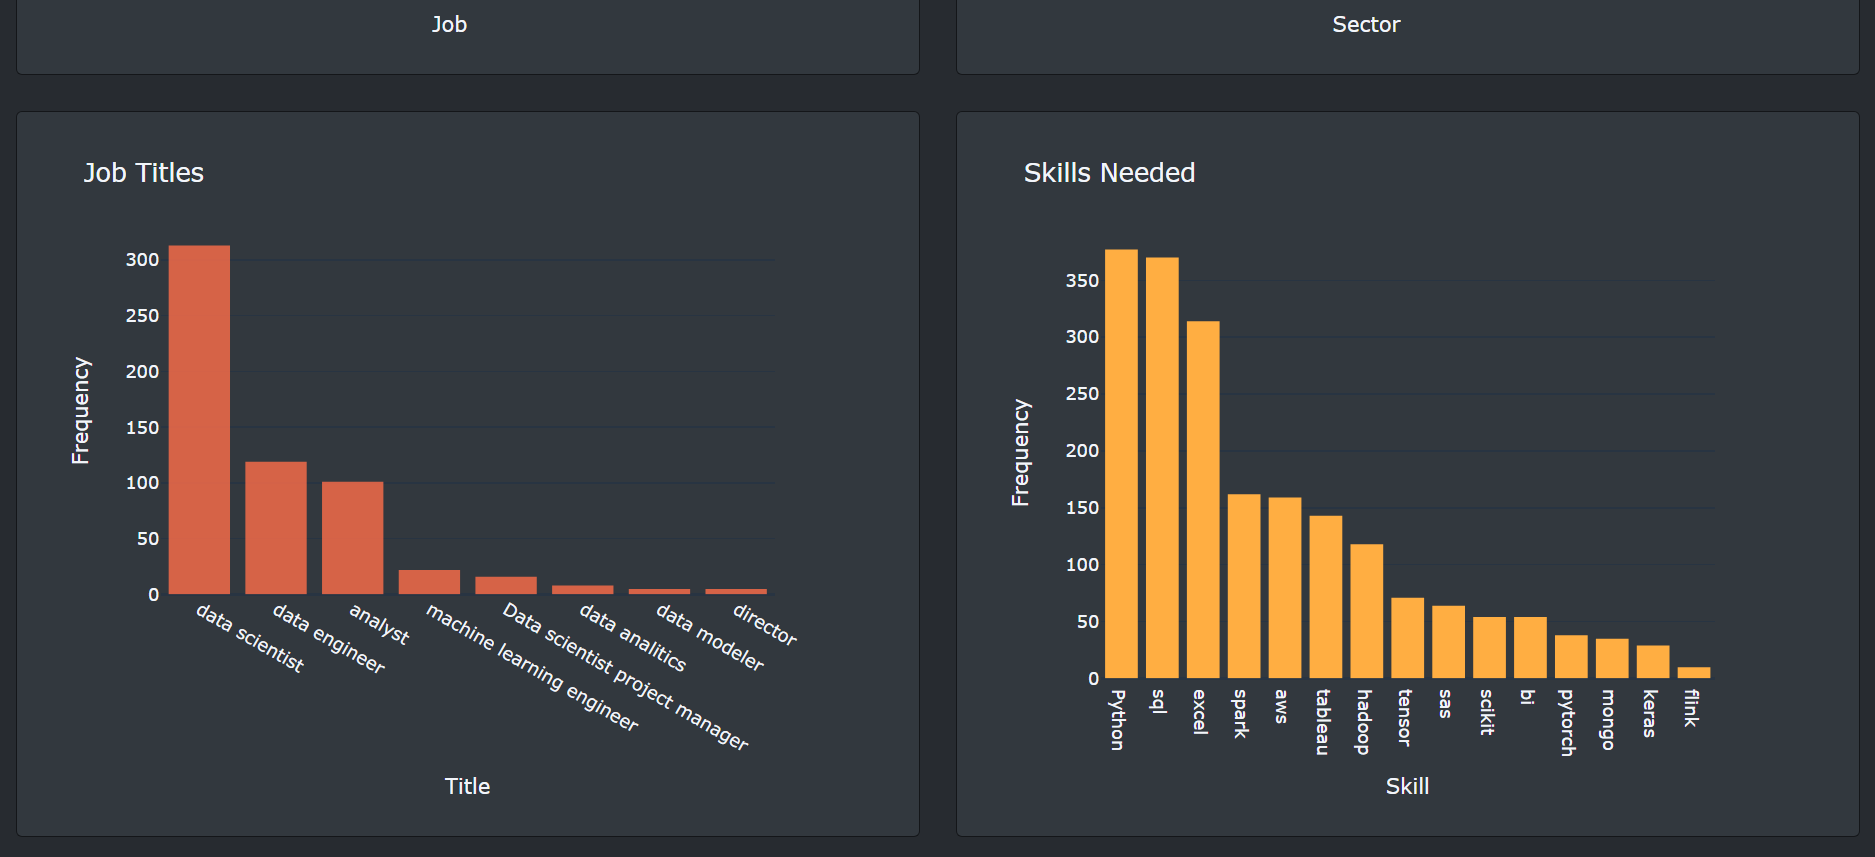 Job
Sector
Job Titles
300
250
200
150
100
50
0
Frequency
data scientist
data engineer
analyst
machine learning engineer
Data scientist project manager
data analitics
data modeler
director
Title
Skills Needed
350
300
250
200
150
100
50
0
Frequency
Python
sql
excel
spark
aws
tableau
hadoop
tensor
sas
scikit
bi
pytorch
mongo
keras
flink
Skill